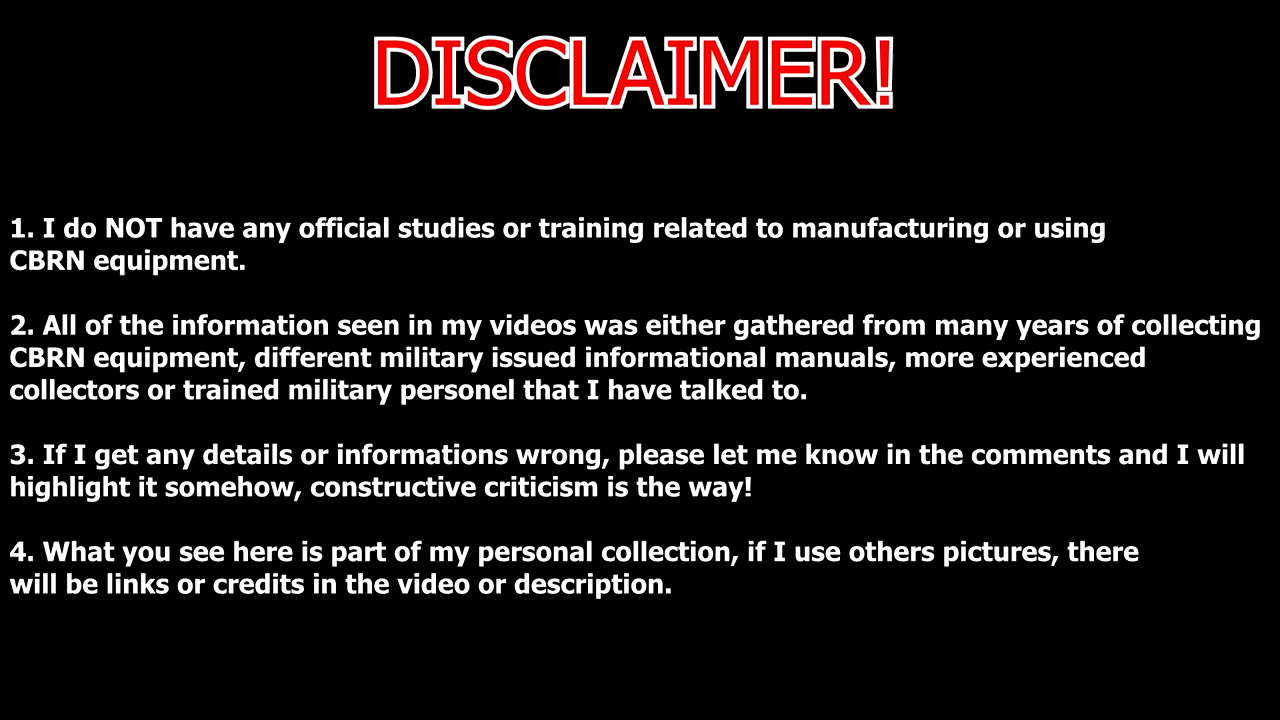 DISCLAIMER!
1. I do NOT have any official studies or training related to manufacturing or using
CBRN equipment.
2. All of the information seen in my videos was either gathered from many years of collecting
CBRN equipment, different military issued informational manuals, more experienced
collectors or trained military personel that I have talked to.
3. If I get any details or informations wrong, please let me know in the comments and I will
highlight it somehow, constructive criticism is the way!
4. What you see here is part of my personal collection, if I use others pictures, there
will be links or credits in the video or description.